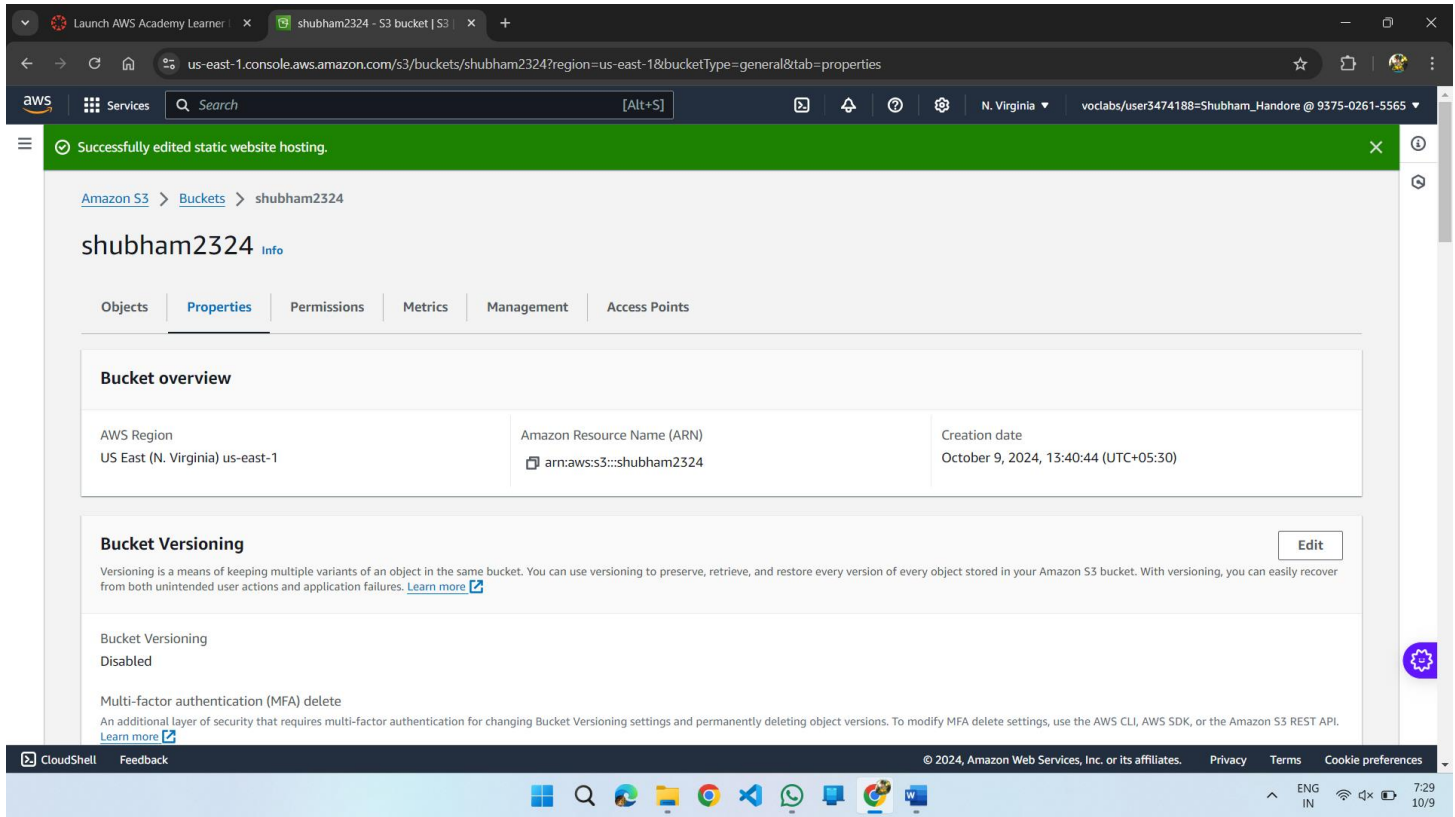 Launch AWS Academy Learner
shubham2324 - S3 bucket | S3 |
us-east-1.console.aws.amazon.com/s3/buckets/shubham2324?region=us-east-1&bucketType=general&tab=properties
aws Services Search [Alt+S] N. Virginia voclabs/user3474188=Shubham_Handore @ 9375-0261-5565
Successfully edited static website hosting.
Amazon S3 > Buckets > shubham2324
shubham2324 Info
Objects Properties Permissions Metrics Management Access Points
Bucket overview
AWS Region
US East (N. Virginia) us-east-1
Amazon Resource Name (ARN)
arn:aws:s3:::shubham2324
Creation date
October 9, 2024, 13:40:44 (UTC+05:30)
Bucket Versioning
Edit
Versioning is a means of keeping multiple variants of an object in the same bucket. You can use versioning to preserve, retrieve, and restore every version of every object stored in your Amazon S3 bucket. With versioning, you can easily recover
from both unintended user actions and application failures. Learn more
Bucket Versioning
Disabled
Multi-factor authentication (MFA) delete
An additional layer of security that requires multi-factor authentication for changing Bucket Versioning settings and permanently deleting object versions. To modify MFA delete settings, use the AWS CLI, AWS SDK, or the Amazon S3 REST API.
Learn more
CloudShell Feedback © 2024, Amazon Web Services, Inc. or its affiliates. Privacy Terms Cookie preferences
ENG 7:29
IN 10/9